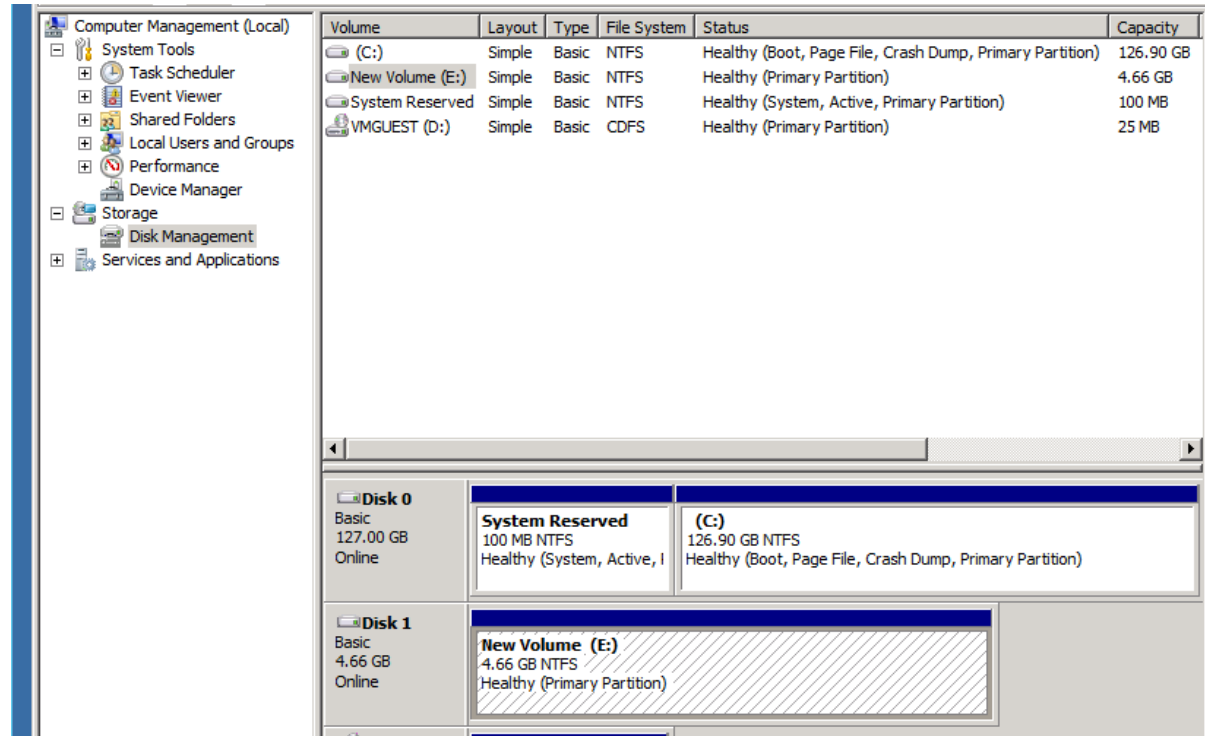 Computer Management (Local)
System Tools
Task Scheduler
Event Viewer
Shared Folders
Local Users and Groups
Performance
Device Manager
Storage
Disk Management
Services and Applications
Volume Layout Type File System Status Capacity
(C:) Simple Basic NTFS Healthy (Boot, Page File, Crash Dump, Primary Partition) 126.90 GB
New Volume (E:) Simple Basic NTFS Healthy (Primary Partition) 4.66 GB
System Reserved Simple Basic NTFS Healthy (System, Active, Primary Partition) 100 MB
VMGUEST (D:) Simple Basic CDFS Healthy (Primary Partition) 25 MB
Disk 0
Basic
127.00 GB
Online
System Reserved
100 MB NTFS
Healthy (System, Active,
(C:)
126.90 GB NTFS
Healthy (Boot, Page File, Crash Dump, Primary Partition)
Disk 1
Basic
4.66 GB
Online
New Volume (E:)
4.66 GB NTFS
Healthy (Primary Partition)